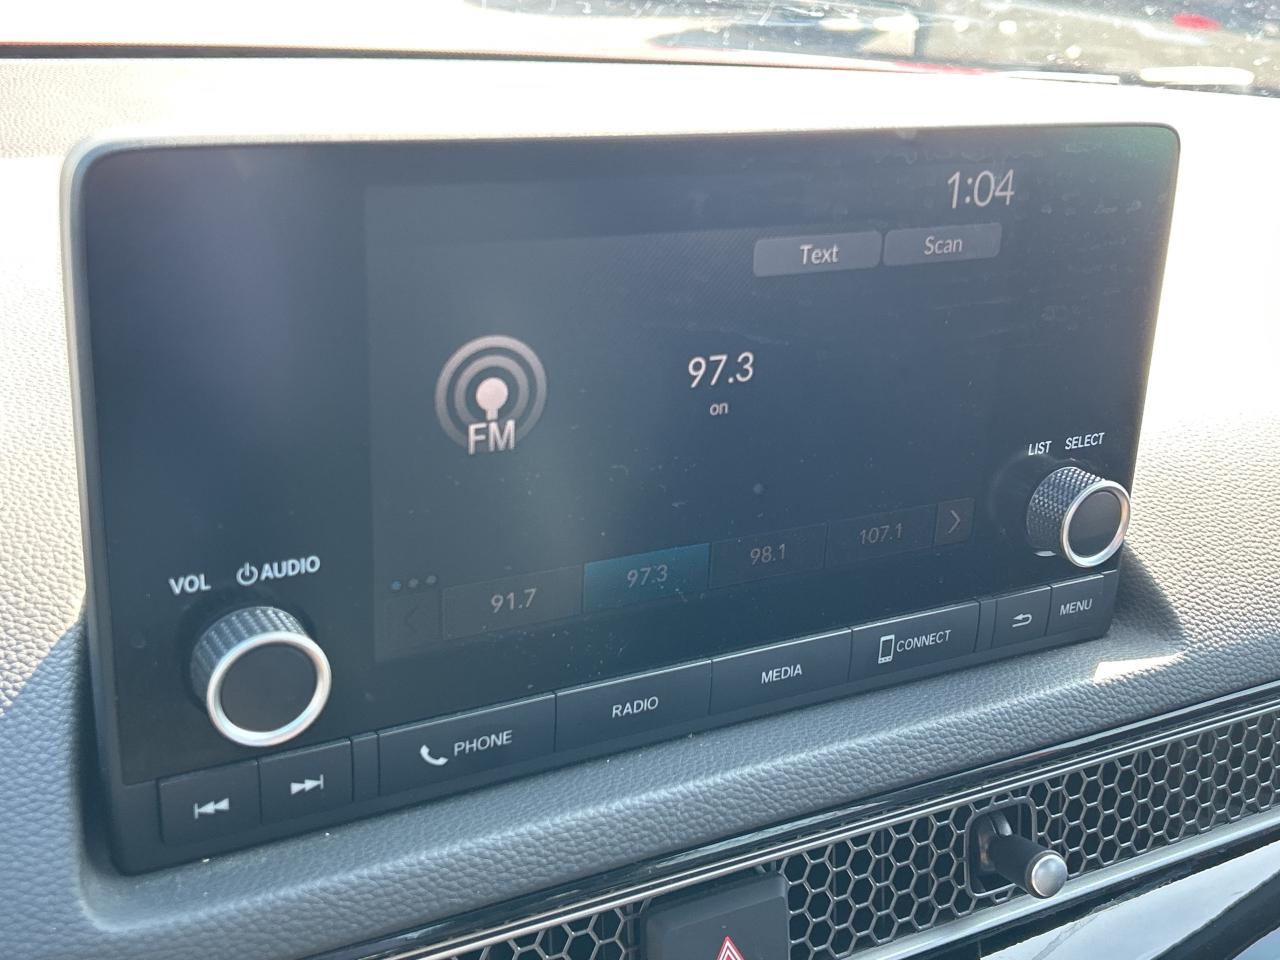 1:04
Text Scan
97.3
on
FM
LIST SELECT
VOL AUDIO
91.7 97.3 98.1 107.1
PHONE RADIO MEDIA CONNECT MENU